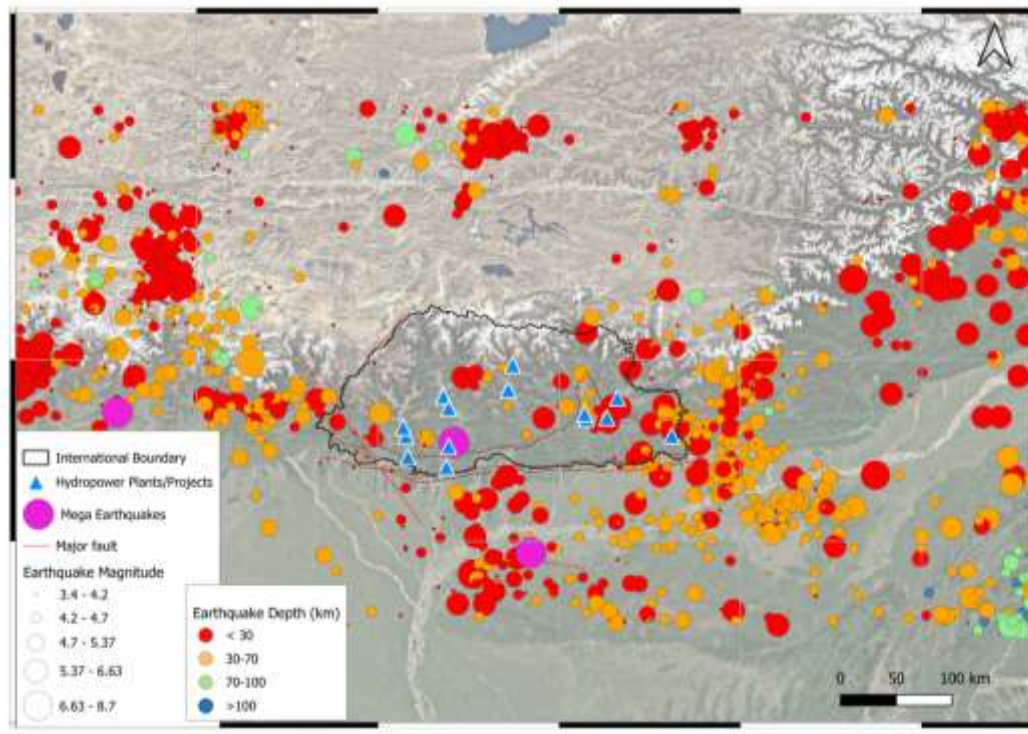 International Boundary
Hydropower Plants/Projects
Mega Earthquakes
Major fault
Earthquake Magnitude
3.4 - 4.2
4.2 - 4.7
4.7 - 5.37
5.37 - 6.63
6.63 - 8.7
Earthquake Depth (km)
< 30
30-70
70-100
>100
0 50 100 km